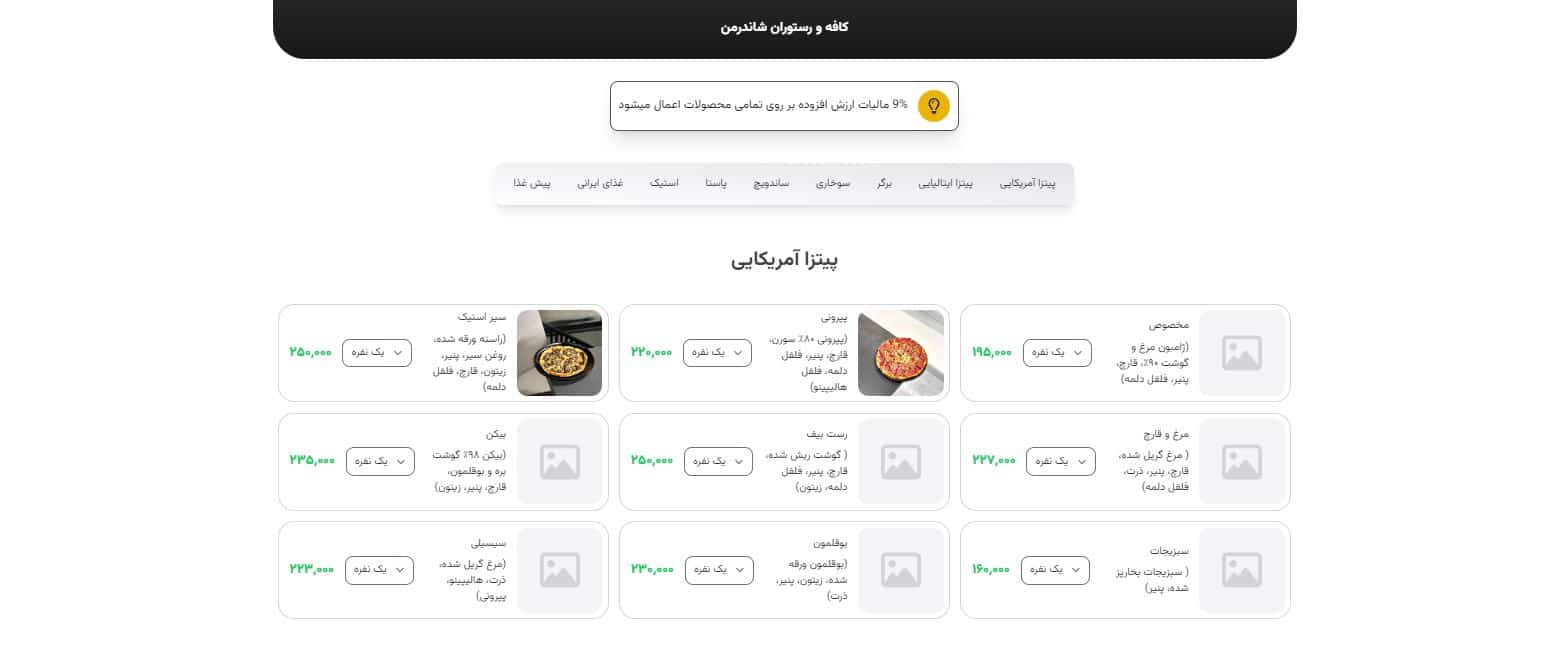 کافه و رستوران شاندرمن
9% مالیات ارزش افزوده بر روی تمامی محصولات اعمال میشود
پیتزا آمریکایی
پیتزا ایتالیایی
برگر
سوخاری
ساندویچ
پاستا
استیک
غذای ایرانی
پیش غذا
پیتزا آمریکایی
مخصوص
(ژامبون مرغ و
گوشت ۹۰٪، قارچ،
پنیر، فلفل دلمه)
یک نفره
۱۹۵,۰۰۰
پپرونی
(پپرونی ۸۰٪ سورن،
قارچ، پنیر، فلفل
دلمه، فلفل
هالپینو)
یک نفره
۲۲۰,۰۰۰
سیر استیک
(راسته ورقه شده،
روغن سیر، پنیر،
زیتون، قارچ، فلفل
دلمه)
یک نفره
۲۵۰,۰۰۰
مرغ و قارچ
( مرغ گریل شده،
قارچ، پنیر، ذرت،
فلفل دلمه)
یک نفره
۲۲۷,۰۰۰
رست بیف
( گوشت ریش شده،
قارچ، پنیر، فلفل
دلمه، زیتون)
یک نفره
۲۵۰,۰۰۰
بیکن
(بیکن ۹۸٪ گوشت
بره و بوقلمون،
قارچ، پنیر، زیتون)
یک نفره
۲۳۵,۰۰۰
سبزیجات
( سبزیجات بخارپز
شده، پنیر)
یک نفره
۱۶۰,۰۰۰
بوقلمون
(بوقلمون ورقه
شده، زیتون، پنیر،
ذرت)
یک نفره
۲۳۰,۰۰۰
سیسیلی
(مرغ گریل شده،
ذرت، هالپینو،
پپرونی)
یک نفره
۲۲۳,۰۰۰